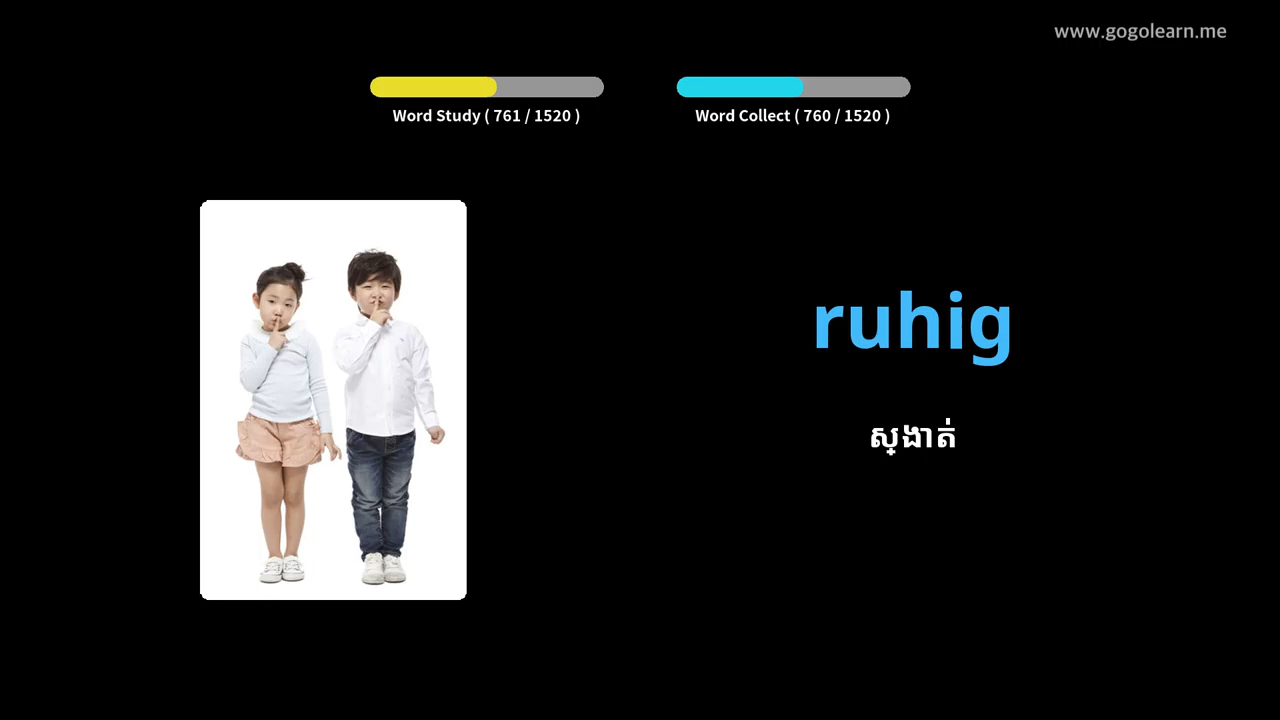 www.gogolearn.me
Word Study ( 761 / 1520 )
Word Collect ( 760 / 1520 )
ruhig
ស្ងាត់